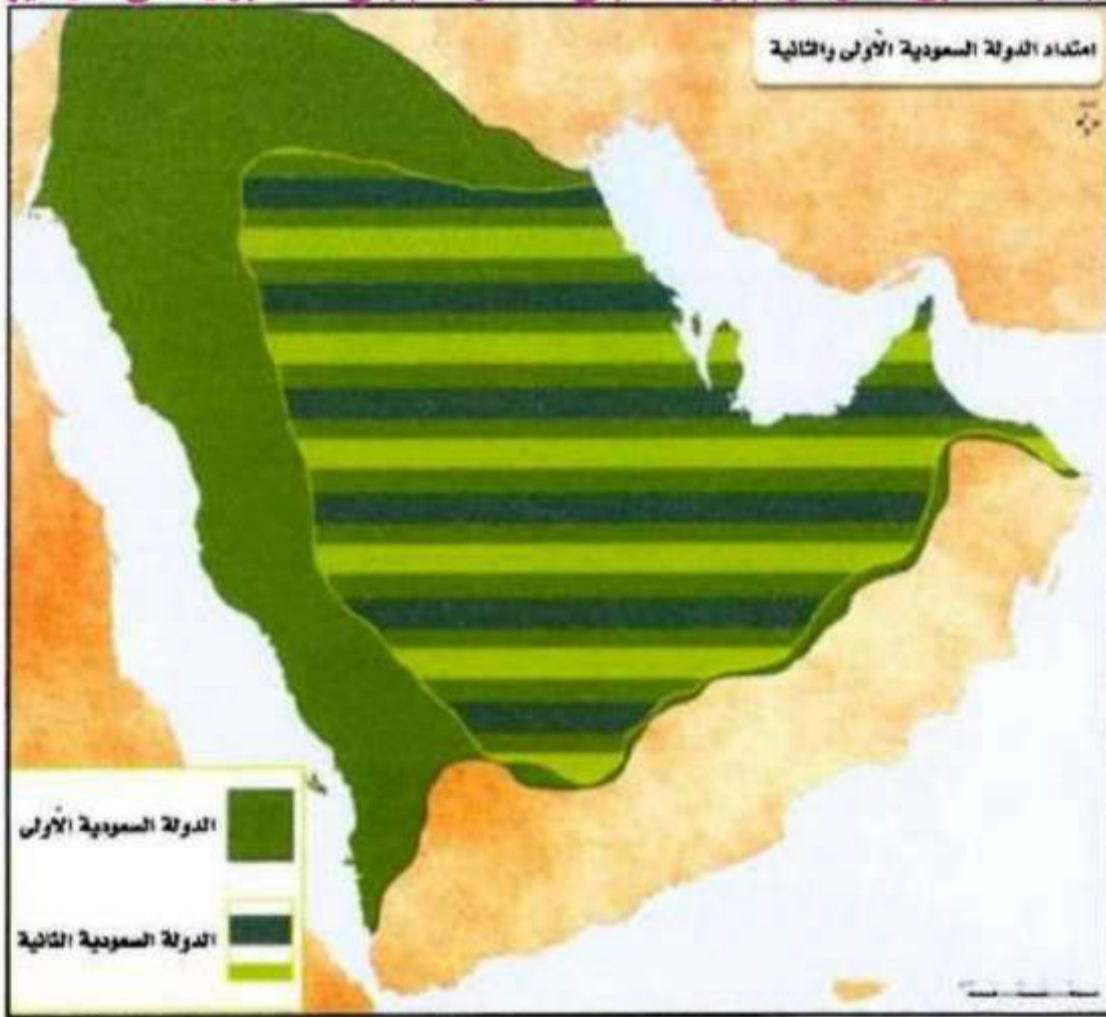 امتداد الدولة السعودية الأولى والثانية
الدولة السعودية الأولى
الدولة السعودية الثانية